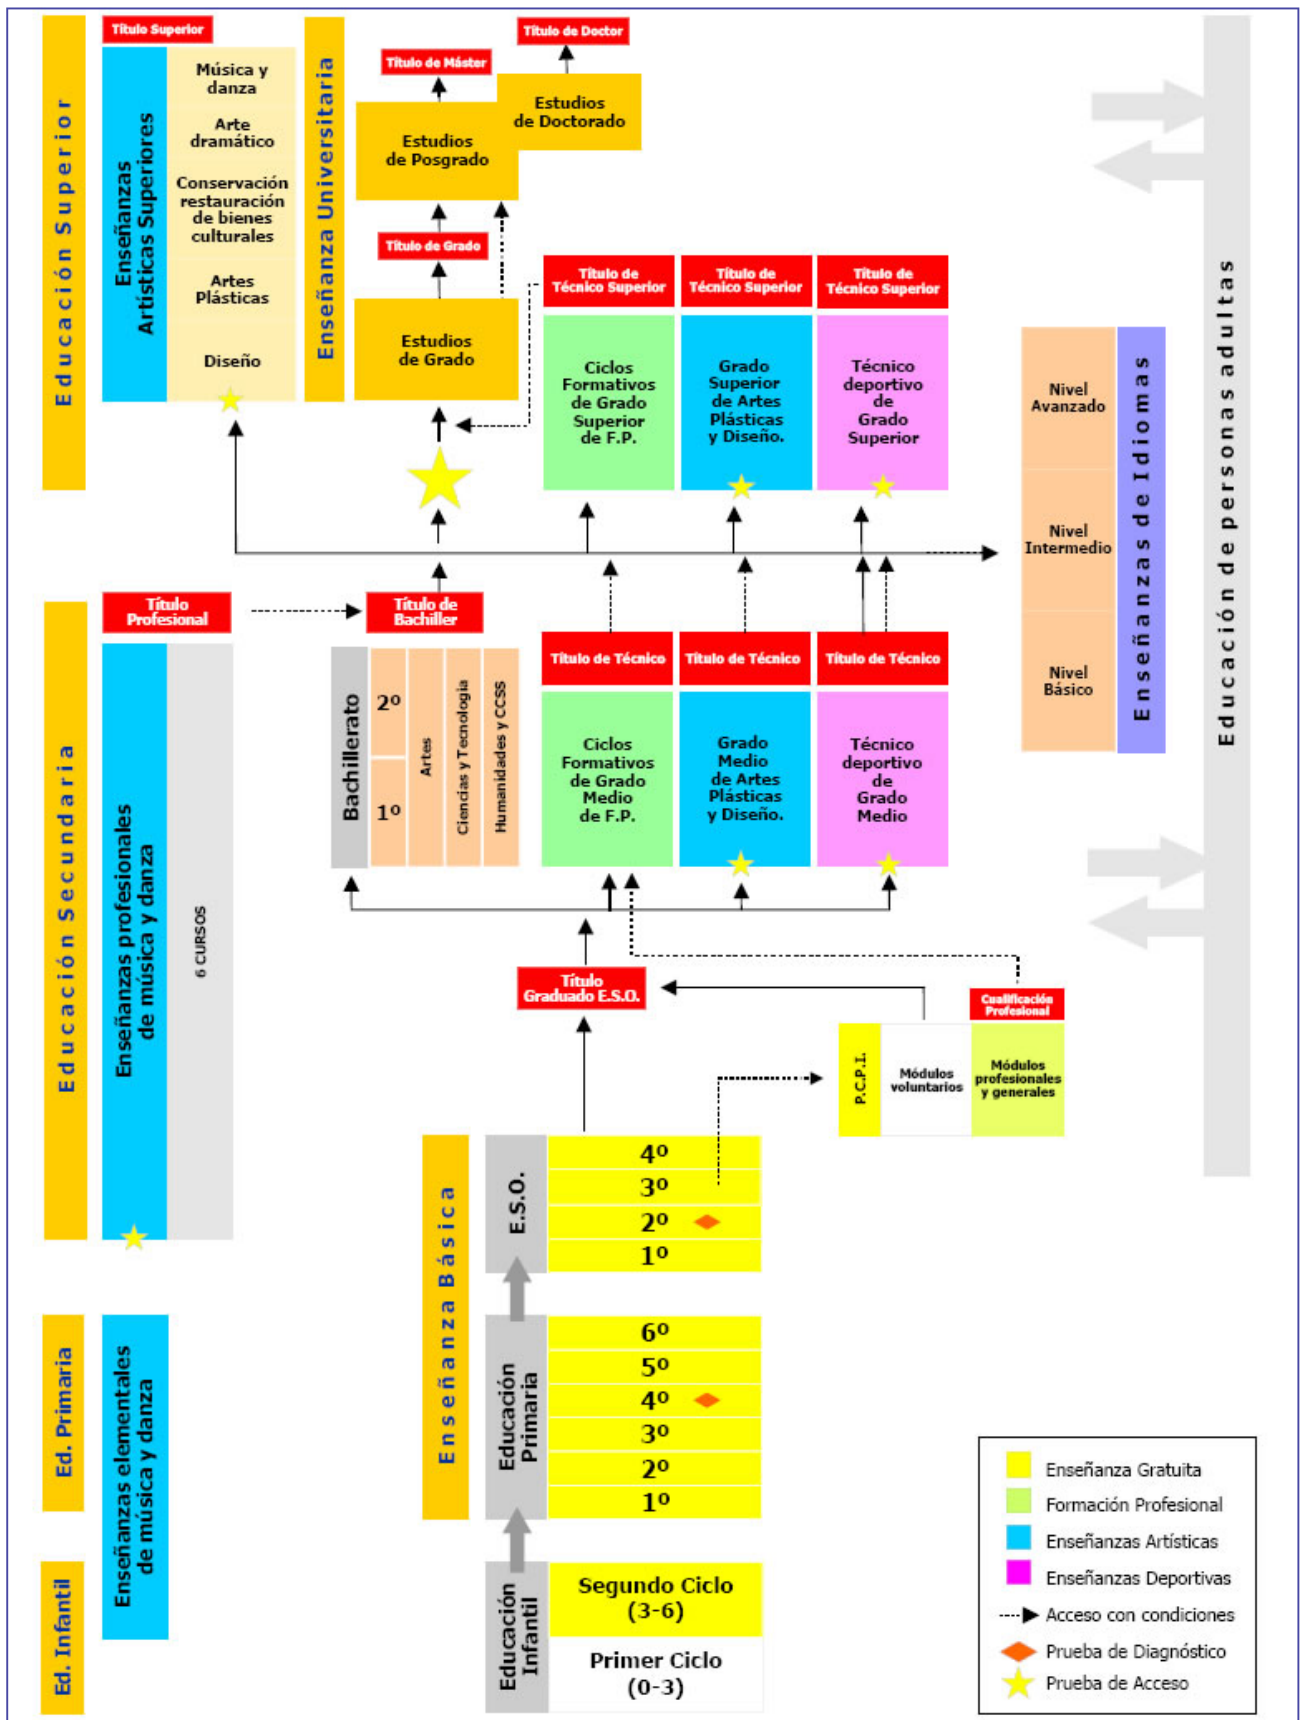 Educación Superior
Título Superior
Enseñanzas
Artísticas Superiores
Música y
danza
Arte
dramático
Conservación
restauración
de bienes
culturales
Artes
Plásticas
Diseño
Enseñanza Universitaria
Título de Doctor
Título de Máster
Estudios
de Doctorado
Estudios
de Posgrado
Título de Grado
Estudios
de Grado
Título de
Técnico Superior
Título de
Técnico Superior
Título de
Técnico Superior
Ciclos
Formativos
de Grado
Superior
de F.P.
Grado
Superior
de Artes
Plásticas
y Diseño.
Técnico
deportivo
de
Grado
Superior
Nivel
Avanzado
Nivel
Intermedio
Nivel
Básico
Enseñanzas de Idiomas
Educación de personas adultas
Educación Secundaria
Título
Profesional
Título de
Bachiller
Enseñanzas profesionales
de música y danza
6 CURSOS
Bachillerato
2º
1º
Artes
Ciencias y Tecnología
Humanidades y CCSS
Título de Técnico
Título de Técnico
Título de Técnico
Ciclos
Formativos
de Grado
Medio
de F.P.
Grado
Medio
de Artes
Plásticas
y Diseño.
Técnico
deportivo
de
Grado
Medio
Título
Graduado E.S.O.
Cualificación
Profesional
P.C.P.I.
Módulos
voluntarios
Módulos
profesionales
y generales
Enseñanza Básica
E.S.O.
4º
3º
2º
1º
Ed. Primaria
Enseñanzas elementales
de música y danza
Educación
Primaria
6º
5º
4º
3º
2º
1º
Ed. Infantil
Educación
Infantil
Segundo Ciclo
(3-6)
Primer Ciclo
(0-3)
Enseñanza Gratuita
Formación Profesional
Enseñanzas Artísticas
Enseñanzas Deportivas
Acceso con condiciones
Prueba de Diagnóstico
Prueba de Acceso